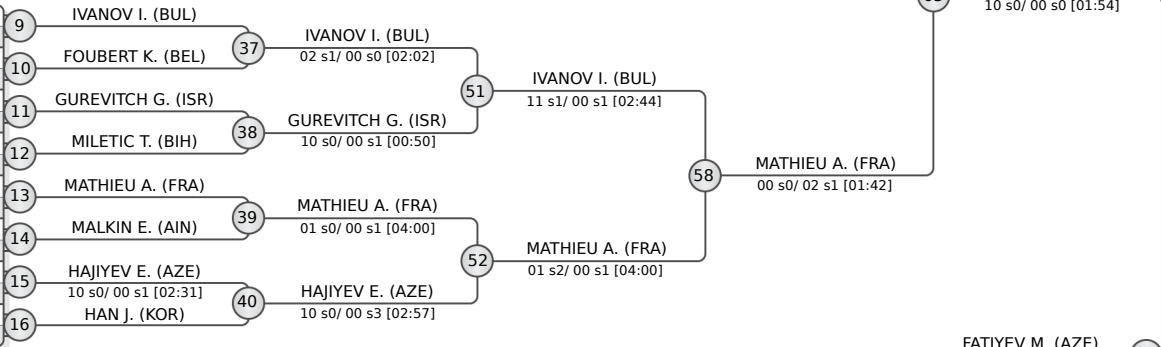 9
IVANOV I. (BUL)
10
FOUBERT K. (BEL)
11
GUREVITCH G. (ISR)
12
MILETIC T. (BIH)
13
MATHIEU A. (FRA)
14
MALKIN E. (AIN)
15
HAJIYEV E. (AZE)
10 s0/ 00 s1 [02:31]
16
HAN J. (KOR)
37
IVANOV I. (BUL)
02 s1/ 00 s0 [02:02]
38
GUREVITCH G. (ISR)
10 s0/ 00 s1 [00:50]
39
MATHIEU A. (FRA)
01 s0/ 00 s1 [04:00]
40
HAJIYEV E. (AZE)
10 s0/ 00 s3 [02:57]
51
IVANOV I. (BUL)
11 s1/ 00 s1 [02:44]
52
MATHIEU A. (FRA)
01 s2/ 00 s1 [04:00]
58
MATHIEU A. (FRA)
00 s0/ 02 s1 [01:42]
10 s0/ 00 s0 [01:54]
FATIYEV M. (AZE)